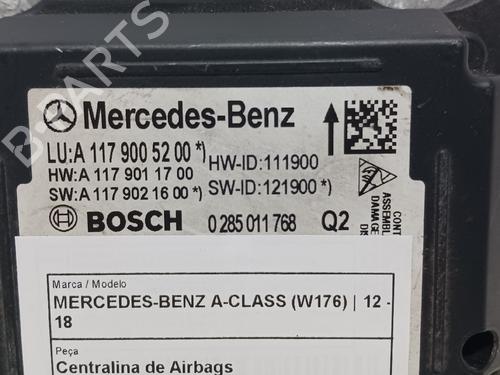 Mercedes-Benz
LU:A 117 900 52 00 *)
HW-ID:111900
HW:A 117 901 17 00
SW:A 117 902 16 00 *)
SW-ID:121900 *)
BOSCH
0 285 011 768
Q2
B-PARTS
Marca / Modelo
MERCEDES-BENZ A-CLASS (W176) | 12 -
18
Peça
Centralina de Airbags